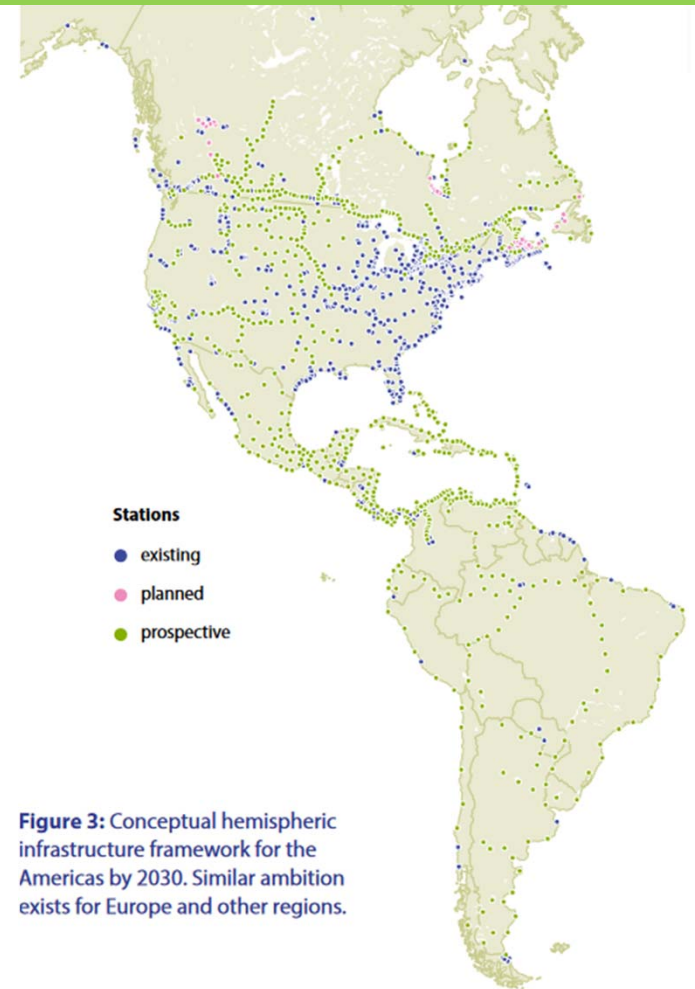 Stations
existing
planned
prospective
Figure 3: Conceptual hemispheric
infrastructure framework for the
Americas by 2030. Similar ambition
exists for Europe and other regions.